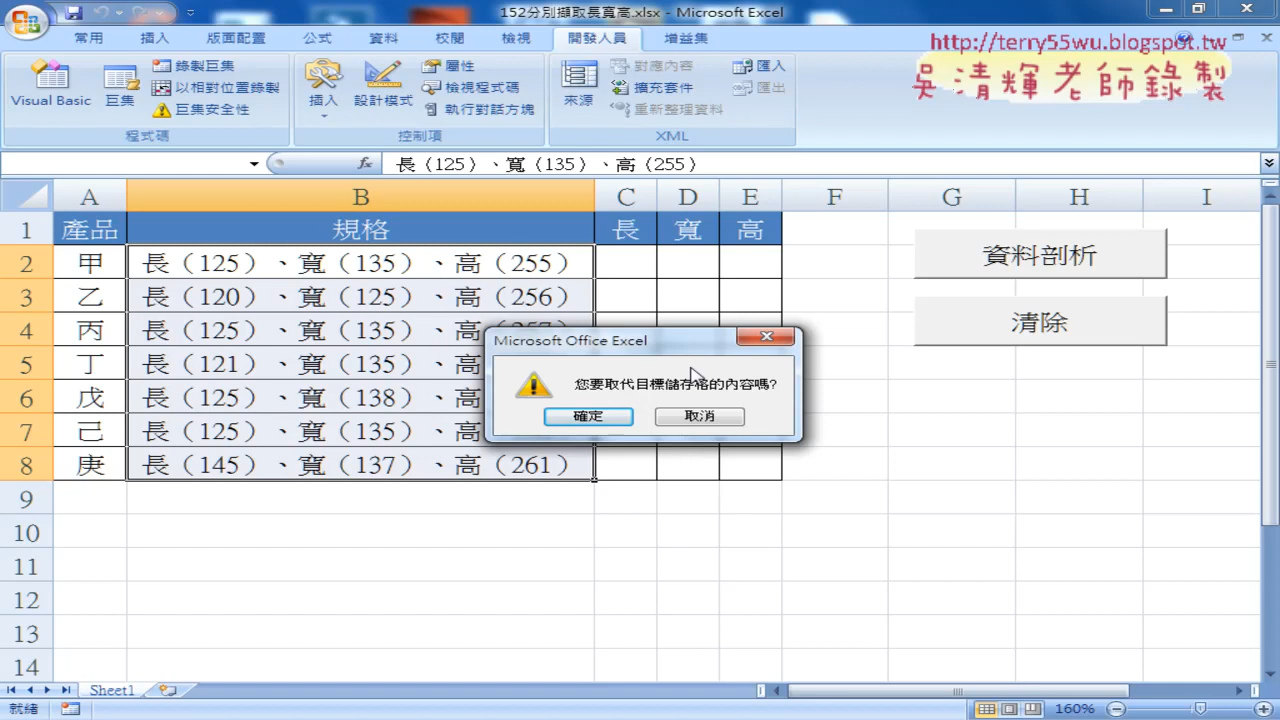 152分別擷取長寬高.xlsx - Microsoft Excel
常用 插入 版面配置 公式 資料 校閱 檢視 開發人員 增益集
http://terry55wu.blogspot.tw
吳清輝老師錄製
Visual Basic 巨集 錄製巨集 以相對位置錄製 巨集安全性
程式碼
插入 設計模式 屬性 檢視程式碼 執行對話方塊
控制項
來源 對應內容 擴充套件 重新整理資料 匯入 匯出
XML
fx 長（125）、寬（135）、高（255）
A B C D E F G H I
1 產品 規格 長 寬 高
2 甲 長（125）、寬（135）、高（255）
3 乙 長（120）、寬（125）、高（256）
4 丙 長（125）、寬（135）、高
5 丁 長（121）、寬（135）、高
6 戊 長（125）、寬（138）、高
7 己 長（125）、寬（135）、高
8 庚 長（145）、寬（137）、高（261）
9
10
11
12
13
14
資料剖析
清除
Microsoft Office Excel
您要取代目標儲存格的內容嗎?
確定 取消
Sheet1
就緒 160%